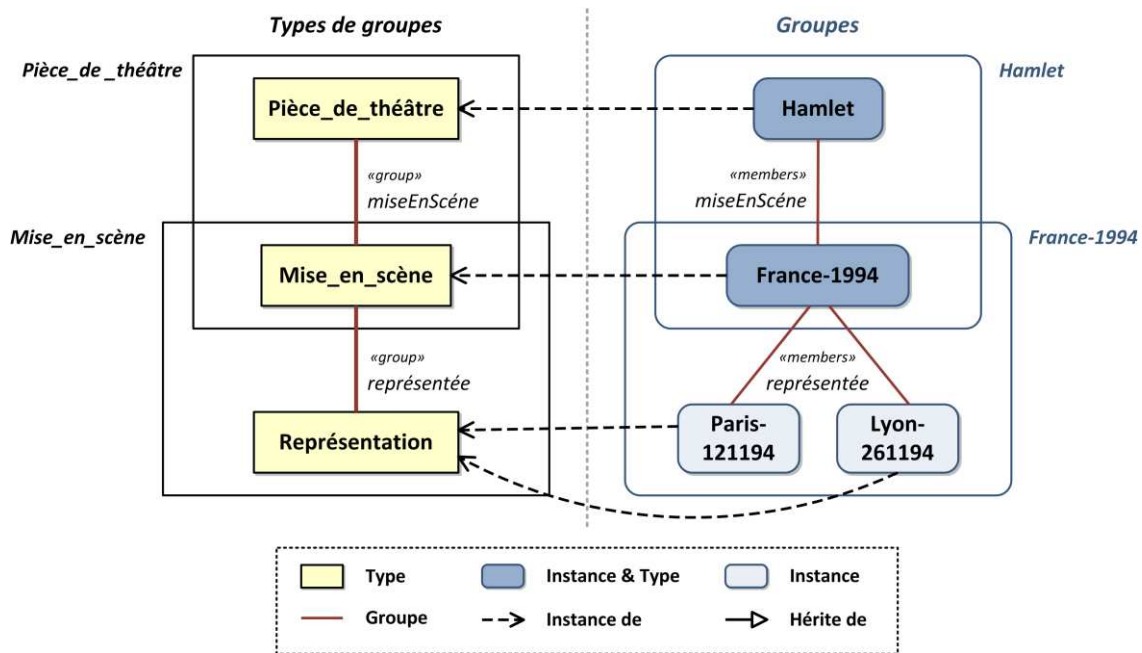 Types de groupes
Groupes
Pièce_de _théâtre
Hamlet
Pièce_de_théâtre
Hamlet
«group»
miseEnScéne
«members»
miseEnScéne
Mise_en_scène
France-1994
Mise_en_scène
France-1994
«group»
représentée
«members»
représentée
Représentation
Paris-
121194
Lyon-
261194
Type
Instance & Type
Instance
Groupe
Instance de
Hérite de